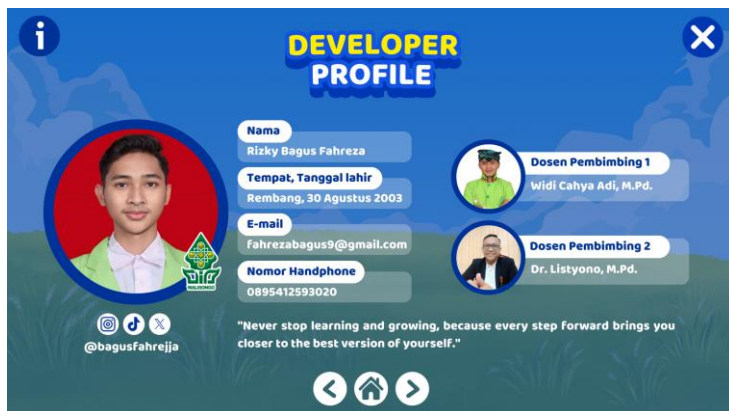 i
DEVELOPER
PROFILE
Nama
Rizky Bagus Fahreza
Tempat, Tanggal lahir
Rembang, 30 Agustus 2003
E-mail
fahrezabagus9@gmail.com
Nomor Handphone
0895412593020
WALISONGO
@bagusfahrejja
Dosen Pembimbing 1
Widi Cahya Adi, M.Pd.
Dosen Pembimbing 2
Dr. Listyono, M.Pd.
"Never stop learning and growing, because every step forward brings you
closer to the best version of yourself."